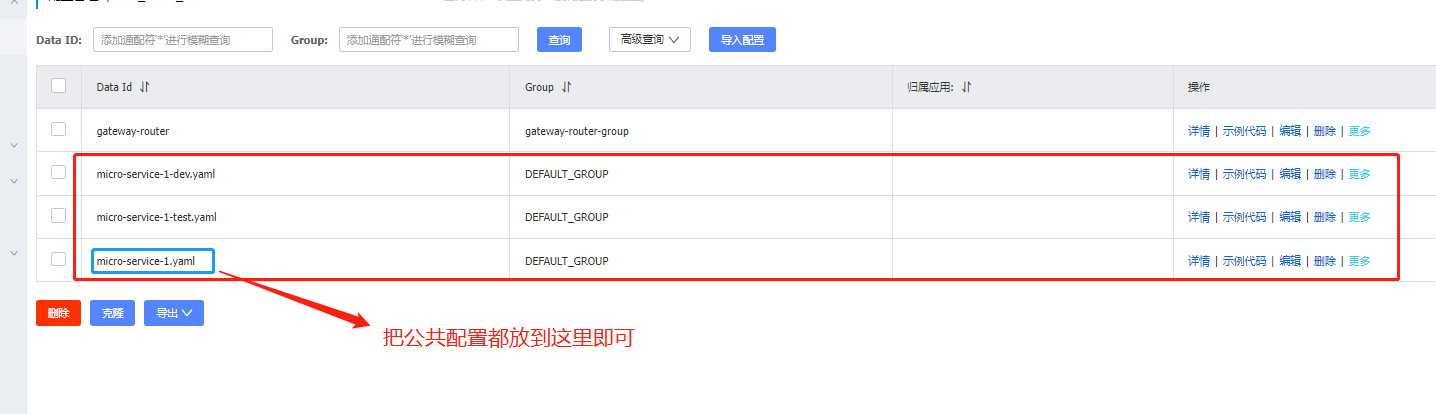 Data ID: 添加通配符'*'进行模糊查询 Group: 添加通配符'*'进行模糊查询 查询 高级查询 导入配置
Data Id Group 归属应用: 操作
gateway-router gateway-router-group 详情 | 示例代码 | 编辑 | 删除 | 更多
micro-service-1-dev.yaml DEFAULT_GROUP 详情 | 示例代码 | 编辑 | 删除 | 更多
micro-service-1-test.yaml DEFAULT_GROUP 详情 | 示例代码 | 编辑 | 删除 | 更多
micro-service-1.yaml DEFAULT_GROUP 详情 | 示例代码 | 编辑 | 删除 | 更多
删除 克隆 导出
把公共配置都放到这里即可